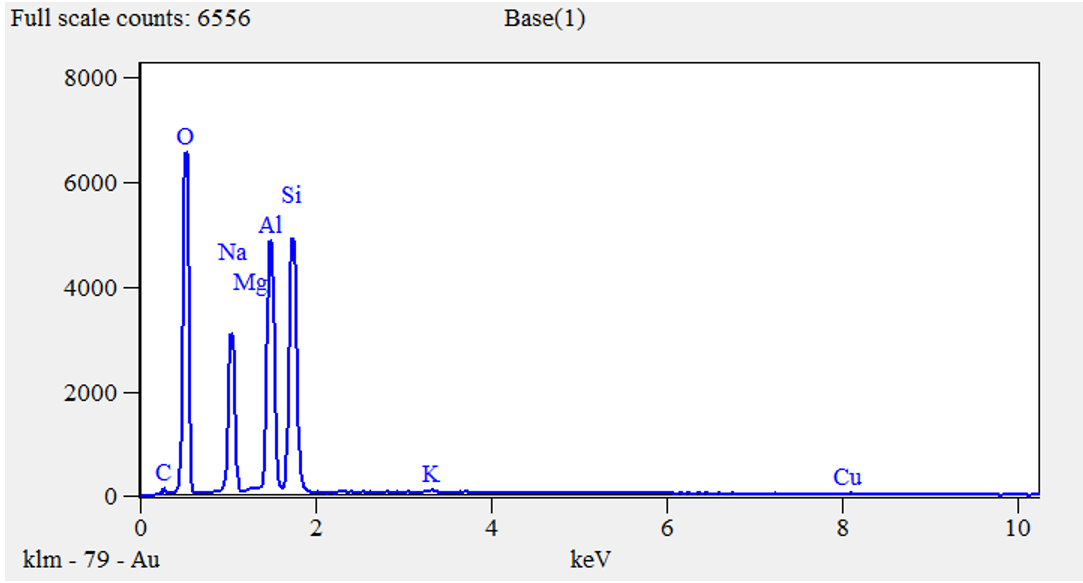 Full scale counts: 6556 Base(1)
8000
O
6000
Si
Al
Na
Mg
4000
2000
C
K
Cu
0
0 2 4 6 8 10
klm - 79 - Au keV